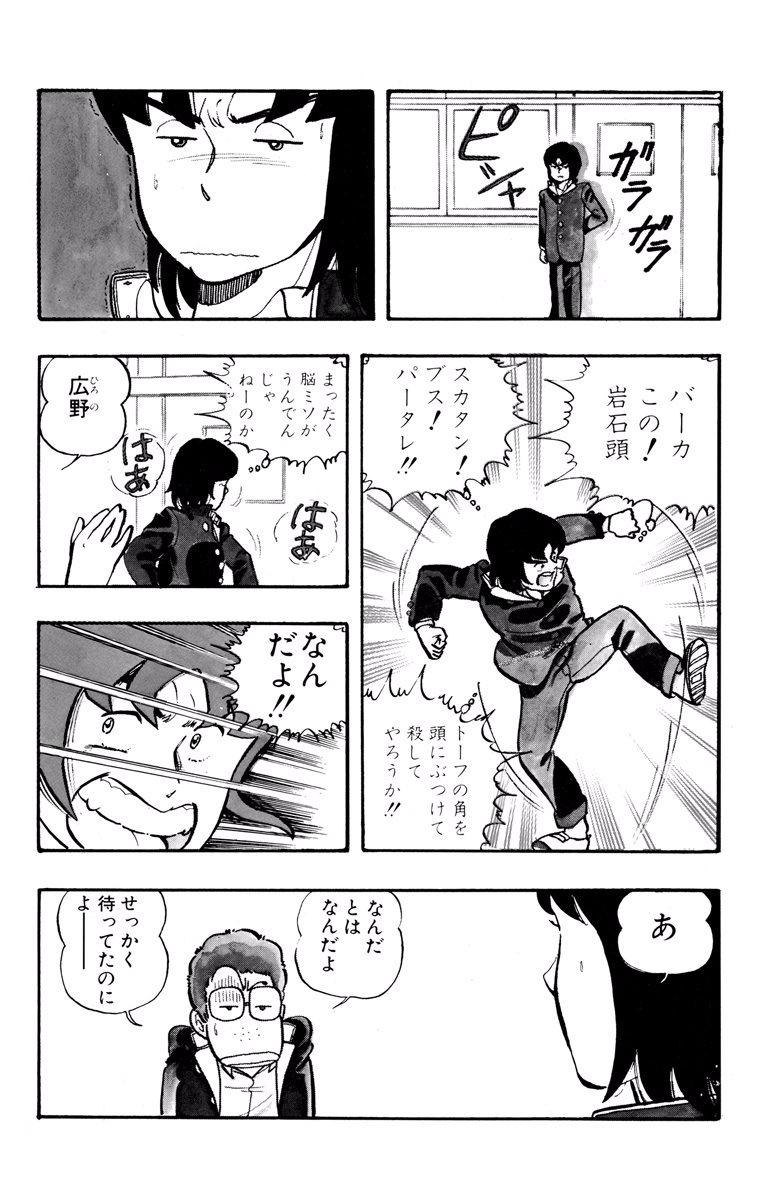 ガラ
ガラ
ピシャ
バーカ
この！
岩石頭
スカタン！
ブス！
パータレ!!
トーフの角を
頭にぶつけて
殺して
やろうか!!
まったく
脳ミソが
うんでん
じゃ
ねーのか
はあ
はあ
広野
ひろの
なん
だよ!!
あ
なんだ
とは
なんだよ
せっかく
待ってたのに
よ――